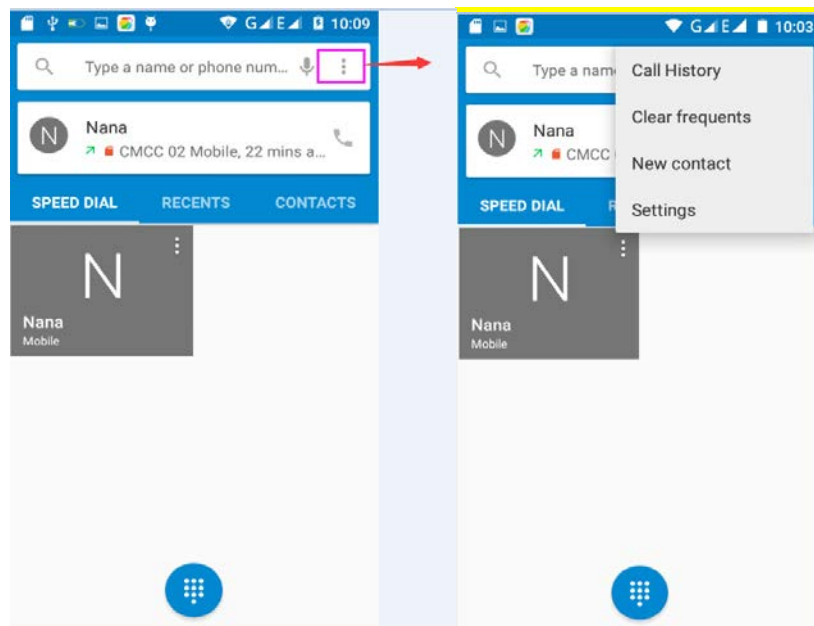 G E 10:09
Type a name or phone num...
N
Nana
CMCC 02 Mobile, 22 mins a...
SPEED DIAL RECENTS CONTACTS
N
Nana
Mobile
G E 10:03
Type a nam
Call History
Clear frequents
New contact
Settings
N
Nana
CMCC
SPEED DIAL R
N
Nana
Mobile